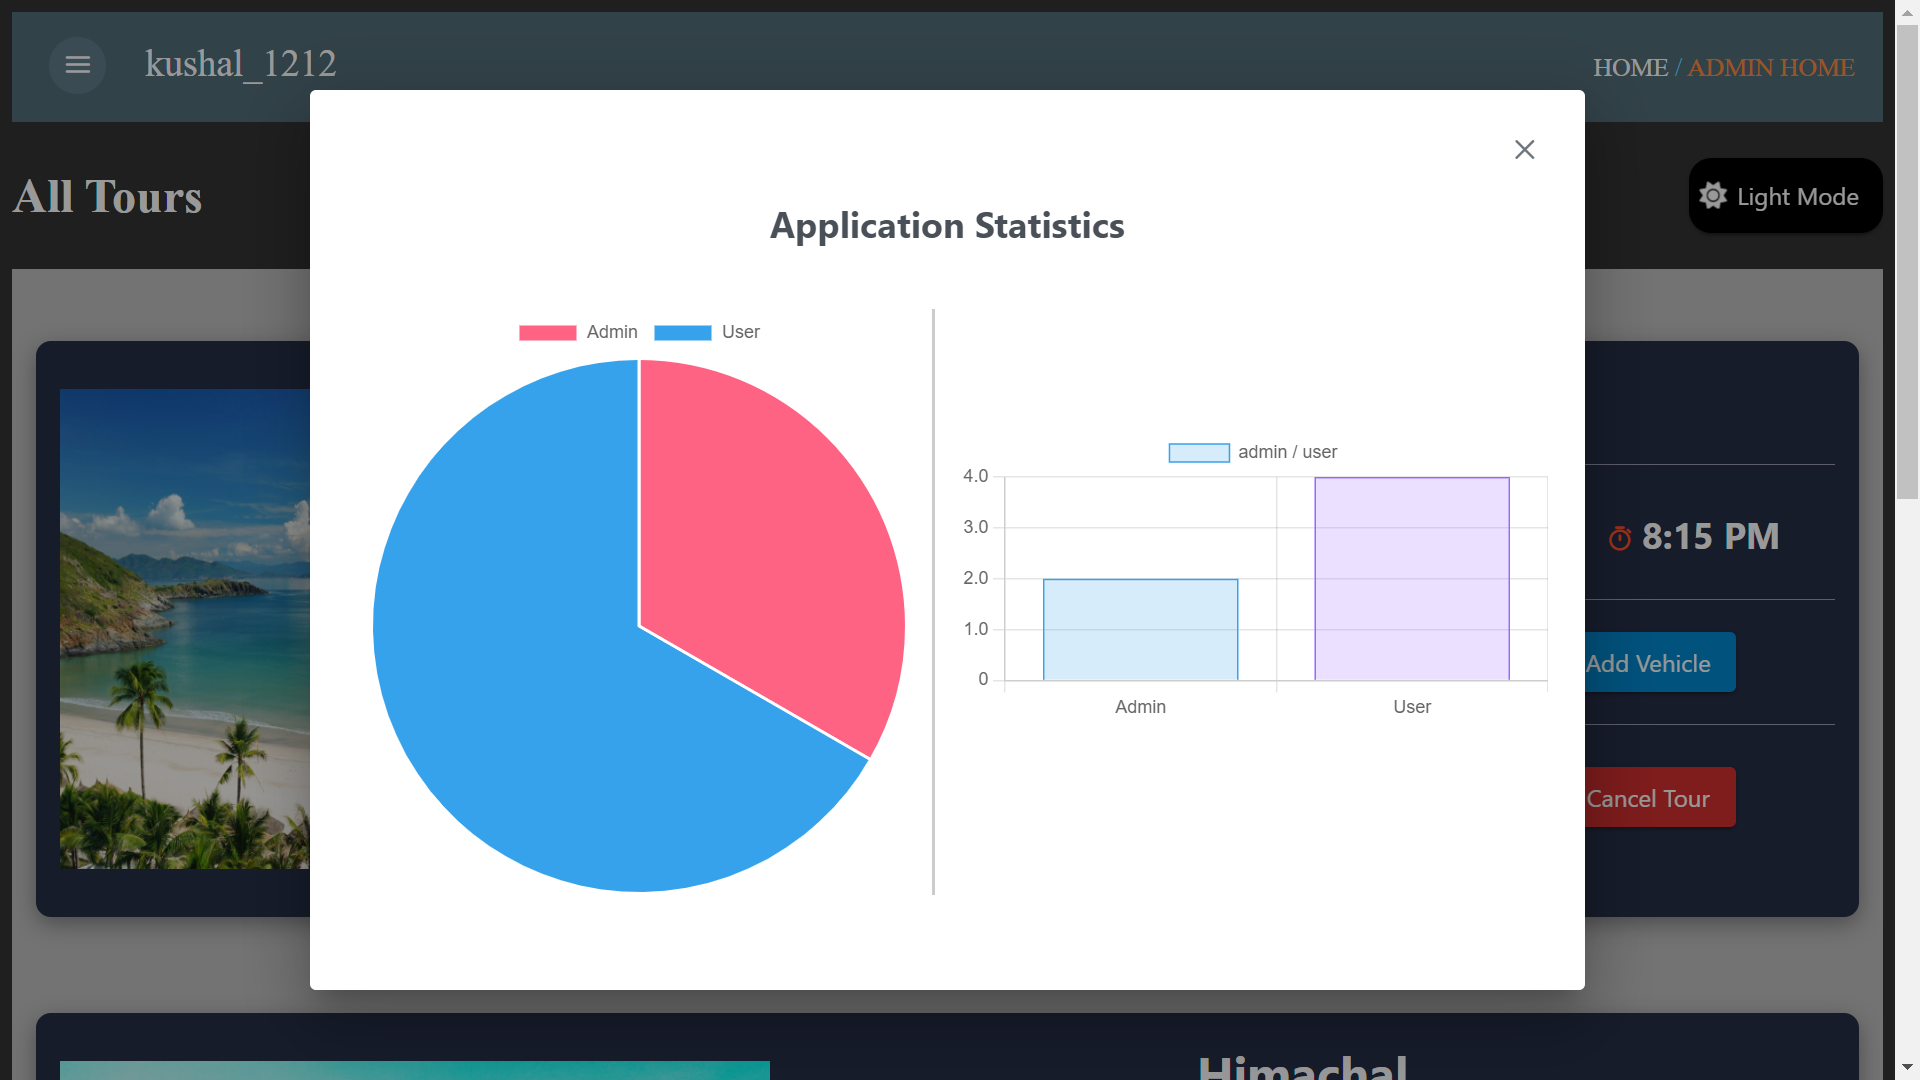 kushal_1212
HOME / ADMIN HOME
All Tours
Light Mode
Application Statistics
Admin
User
admin / user
4.0
3.0
2.0
1.0
0
Admin
User
8:15 PM
Add Vehicle
Cancel Tour
Himachal